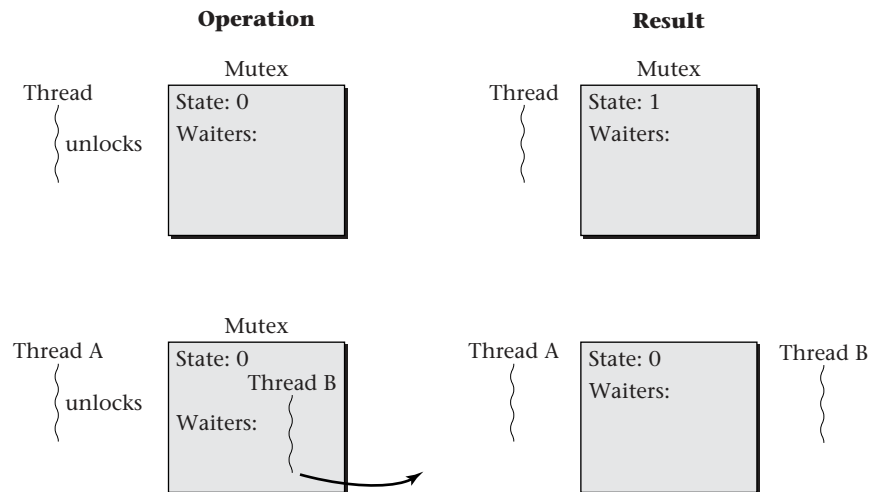 Operation
Result
Mutex
Mutex
Thread
State: 0
Thread
State: 1
Waiters:
Waiters:
unlocks
Mutex
Thread A
State: 0
Thread A
State: 0
Thread B
Thread B
Waiters:
unlocks
Waiters: